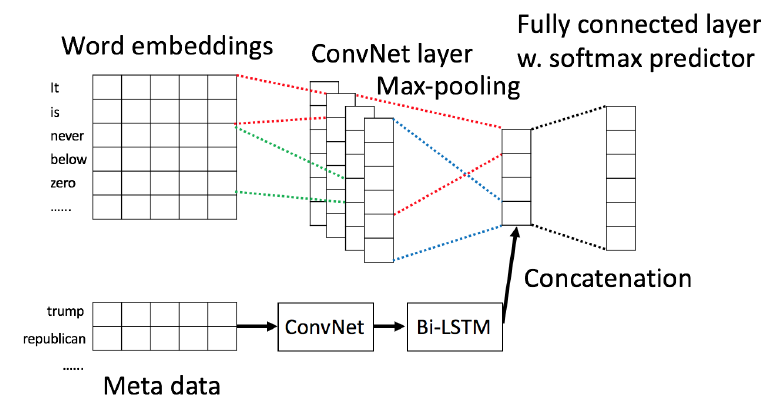 Fully connected layer
w. softmax predictor
Word embeddings
ConvNet layer
Max-pooling
It
is
never
below
zero
......
Concatenation
trump
republican
......
ConvNet
Bi-LSTM
Meta data